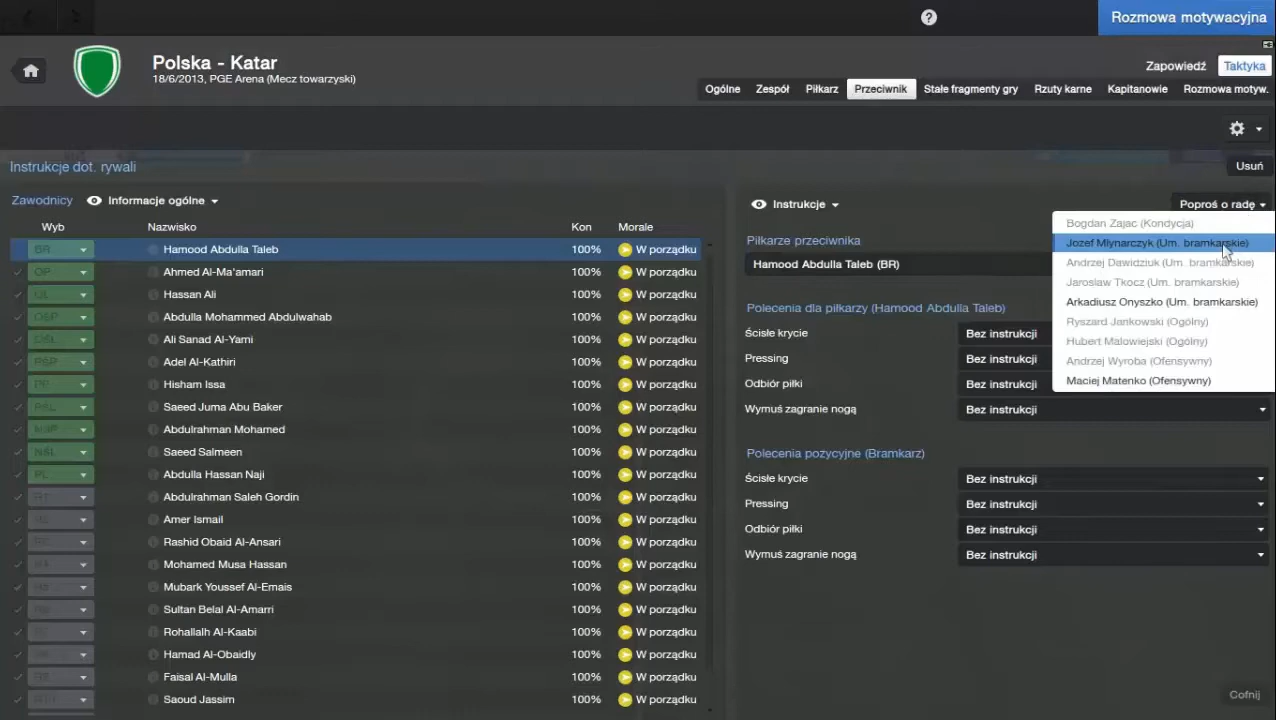 Rozmowa motywacyjna
Polska - Katar
18/6/2013, PGE Arena (Mecz towarzyski)
Zapowiedź Taktyka
Ogólne Zespół Piłkarz Przeciwnik Stałe fragmenty gry Rzuty karne Kapitanowie Rozmowa motyw.
Instrukcje dot. rywali
Usuń
Zawodnicy Informacje ogólne
Instrukcje
Poproś o radę
Wyb Nazwisko Kon Morale
BR Hamood Abdulla Taleb 100% W porządku
OP Ahmed Al-Ma'amari 100% W porządku
OL Hassan Ali 100% W porządku
OŚP Abdulla Mohammed Abdulwahab 100% W porządku
OŚL Ali Sanad Al-Yami 100% W porządku
PŚP Adel Al-Kathiri 100% W porządku
PP Hisham Issa 100% W porządku
PŚL Saeed Juma Abu Baker 100% W porządku
NŚP Abdulrahman Mohamed 100% W porządku
NŚL Saeed Salmeen 100% W porządku
PL Abdulla Hassan Naji 100% W porządku
Abdulrahman Saleh Gordin 100% W porządku
Amer Ismail 100% W porządku
Rashid Obaid Al-Ansari 100% W porządku
Mohamed Musa Hassan 100% W porządku
Mubark Youssef Al-Emais 100% W porządku
Sultan Belal Al-Amarri 100% W porządku
Rohallalh Al-Kaabi 100% W porządku
Hamad Al-Obaidly 100% W porządku
Faisal Al-Mulla 100% W porządku
Saoud Jassim 100% W porządku
Piłkarze przeciwnika
Hamood Abdulla Taleb (BR)
Polecenia dla piłkarzy (Hamood Abdulla Taleb)
Ścisłe krycie Bez instrukcji
Pressing Bez instrukcji
Odbiór piłki Bez instrukcji
Wymuś zagranie nogą Bez instrukcji
Polecenia pozycyjne (Bramkarz)
Ścisłe krycie Bez instrukcji
Pressing Bez instrukcji
Odbiór piłki Bez instrukcji
Wymuś zagranie nogą Bez instrukcji
Bogdan Zając (Kondycja)
Józef Młynarczyk (Um. bramkarskie)
Andrzej Dawidziuk (Um. bramkarskie)
Jarosław Tkocz (Um. bramkarskie)
Arkadiusz Onyszko (Um. bramkarskie)
Ryszard Jankowski (Ogólny)
Hubert Małowiejski (Ogólny)
Andrzej Wyroba (Ofensywny)
Maciej Mateńko (Ofensywny)
Cofnij